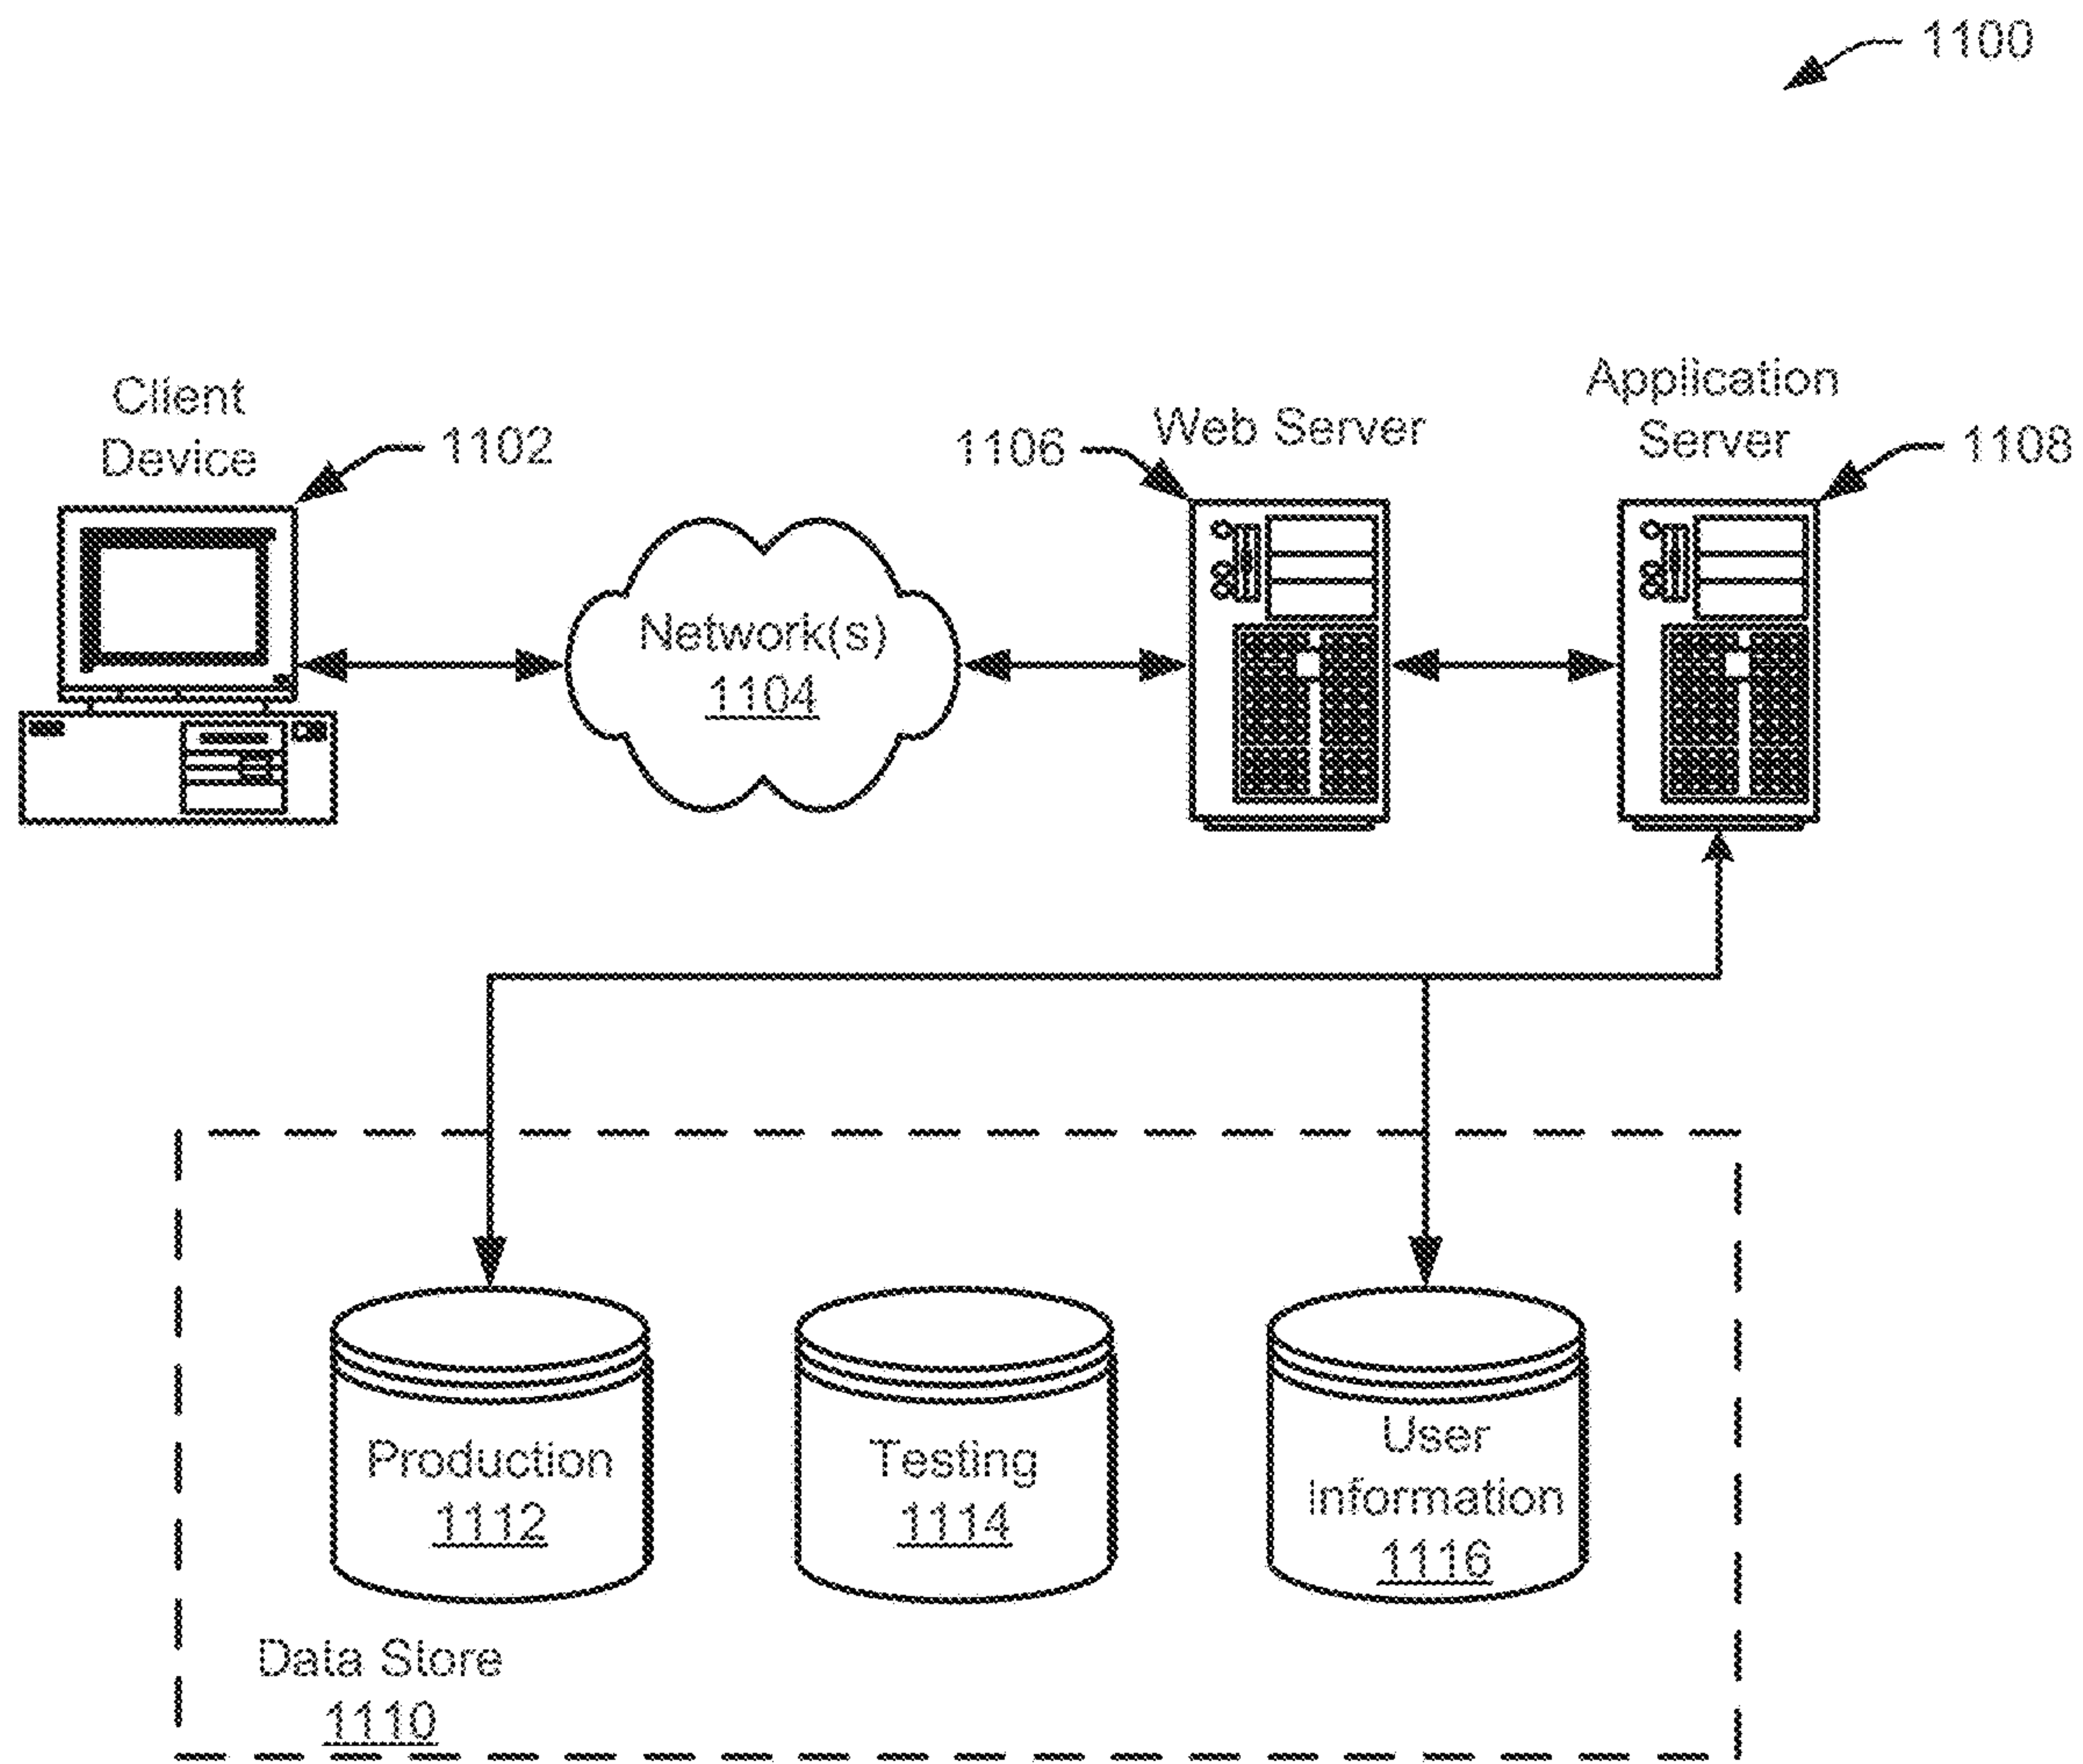 1100
Client
Device
1102
1106
Web Server
Application
Server
1108
Network(s)
1104
Production
1112
Testing
1114
User
Information
1116
Data Store
1110